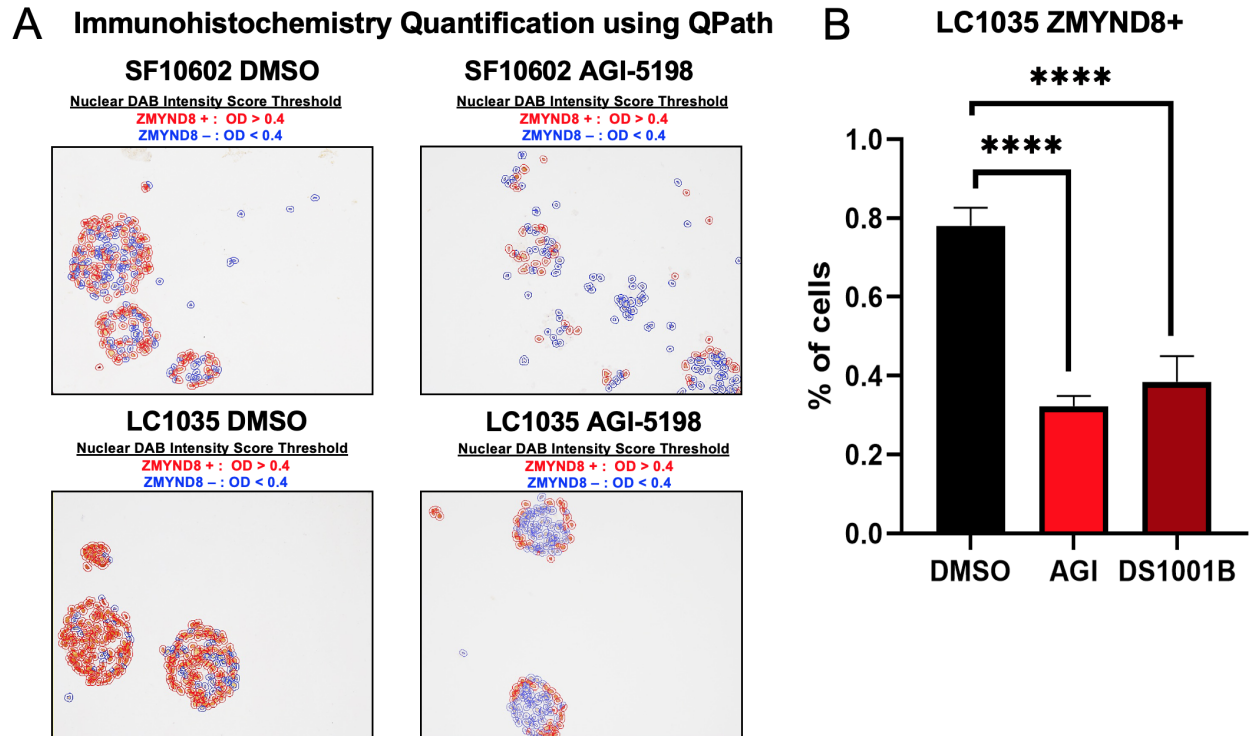 A
Immunohistochemistry Quantification using QPath
SF10602 DMSO
Nuclear DAB Intensity Score Threshold
ZMYND8 + : OD > 0.4
ZMYND8 – : OD < 0.4
SF10602 AGI-5198
Nuclear DAB Intensity Score Threshold
ZMYND8 + : OD > 0.4
ZMYND8 – : OD < 0.4
LC1035 DMSO
Nuclear DAB Intensity Score Threshold
ZMYND8 + : OD > 0.4
ZMYND8 – : OD < 0.4
LC1035 AGI-5198
Nuclear DAB Intensity Score Threshold
ZMYND8 + : OD > 0.4
ZMYND8 – : OD < 0.4
B
LC1035 ZMYND8+
****
****
% of cells
1.0
0.8
0.6
0.4
0.2
0.0
DMSO AGI DS1001B